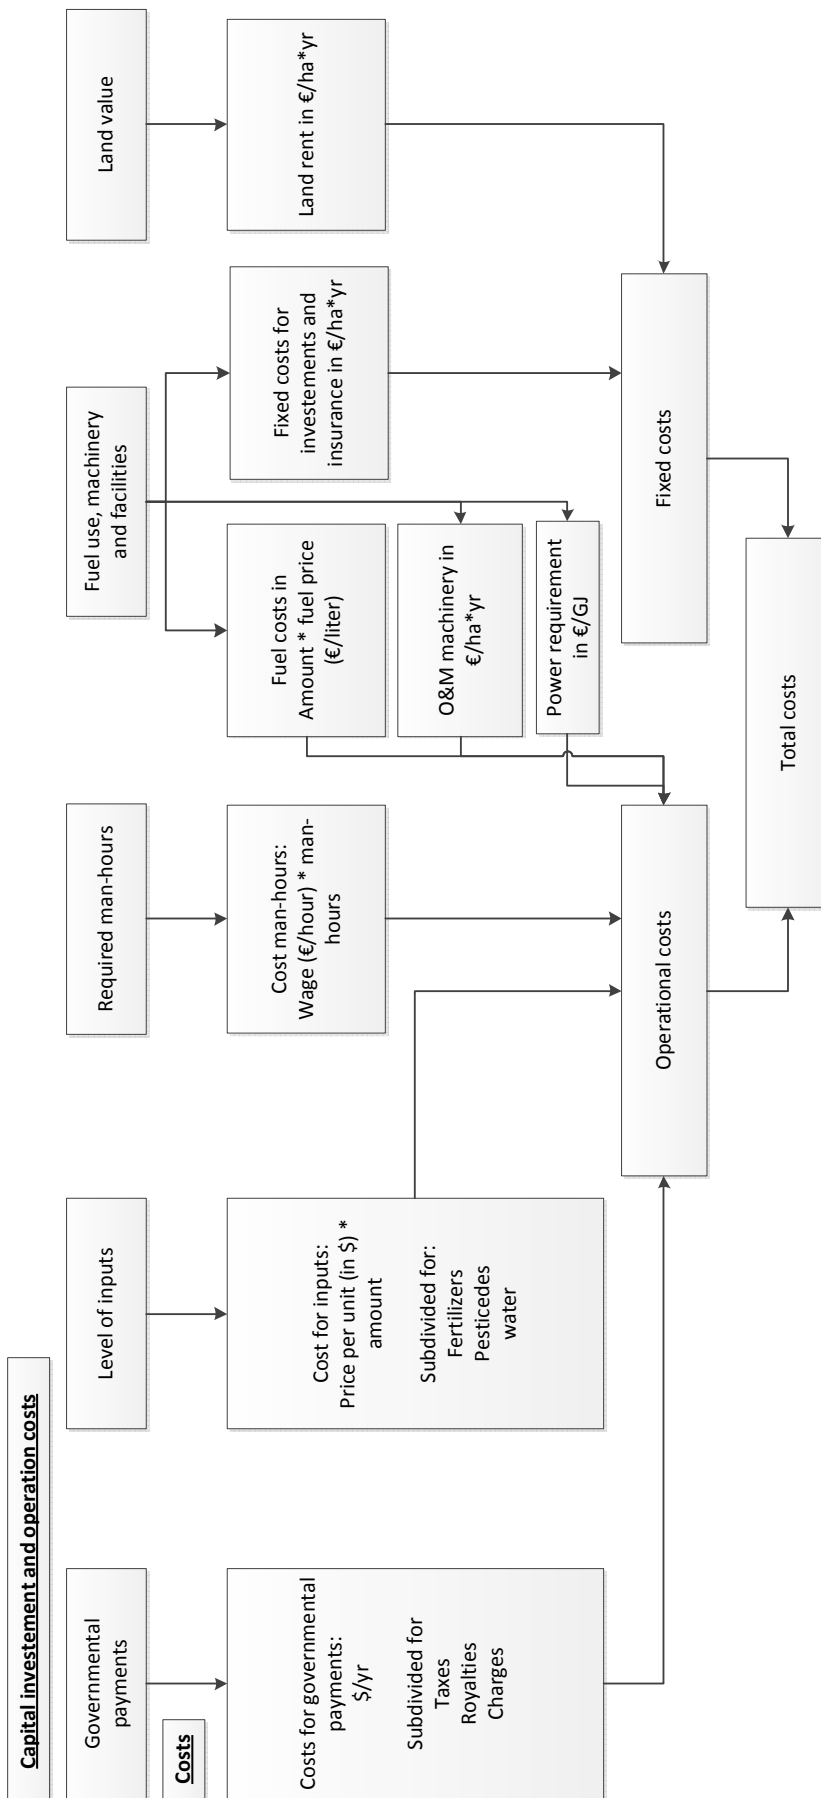 Capital investement and operation costs
Governmental
payments
Level of inputs
Required man-hours
Fuel use, machinery
and facilities
Land value
Costs
Costs for governmental
payments:
$/yr
Subdivided for
Taxes
Royalties
Charges
Cost for inputs:
Price per unit (in $) *
amount
Subdivided for:
Fertilizers
Pesticedes
water
Cost man-hours:
Wage (€/hour) * man-
hours
Fuel costs in
Amount * fuel price
(€/liter)
Fixed costs for
investements and
insurance in €/ha*yr
Land rent in €/ha*yr
O&M machinery in
€/ha*yr
Power requirement
in €/GJ
Operational costs
Fixed costs
Total costs